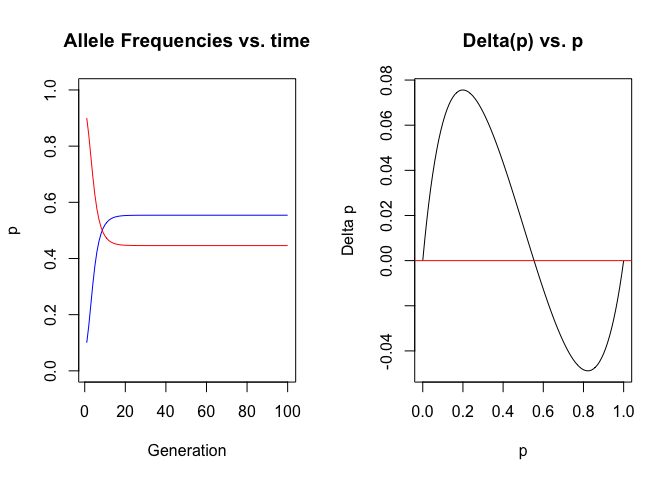 Allele Frequencies vs. time
p
1.0
0.8
0.6
0.4
0.2
0.0
0 20 40 60 80 100
Generation
Delta(p) vs. p
Delta p
0.08
0.06
0.04
0.02
0.00
-0.04
0.0 0.2 0.4 0.6 0.8 1.0
p